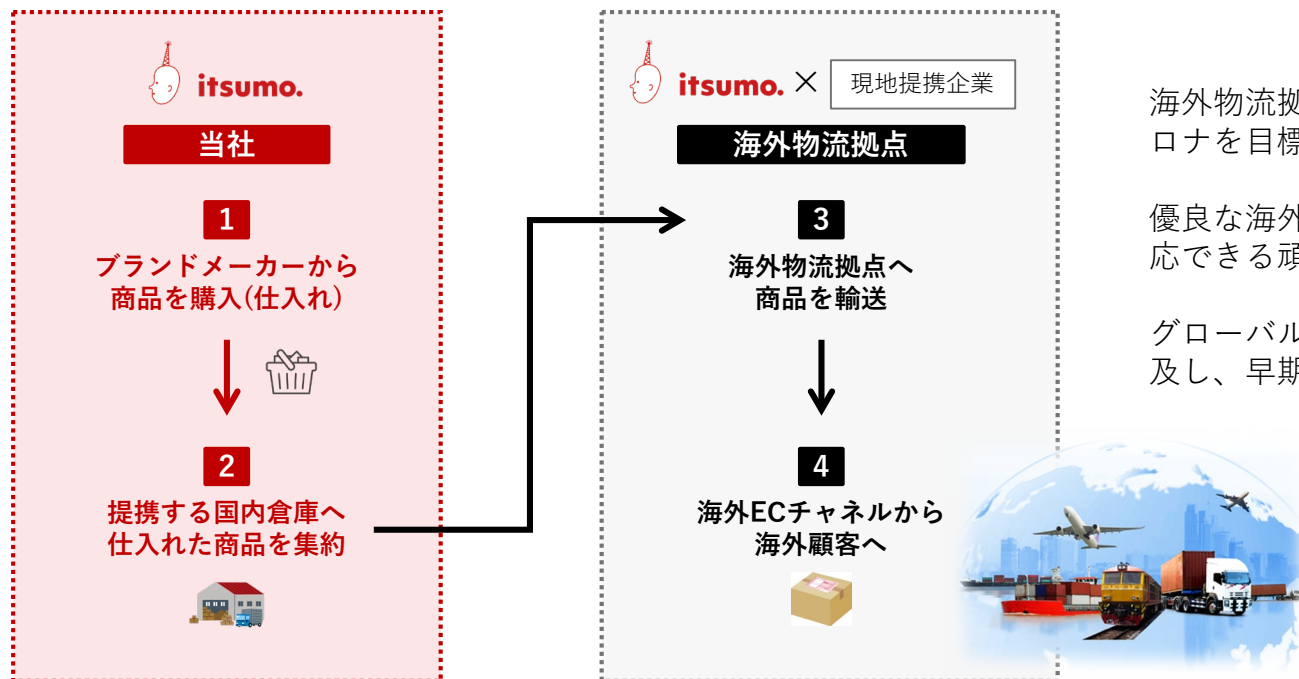 itsumo.
当社
1
ブランドメーカーから
商品を購入(仕入れ)
2
提携する国内倉庫へ
仕入れた商品を集約
itsumo. ×
現地提携企業
海外物流拠点
3
海外物流拠点へ
商品を輸送
4
海外ECチャネルから
海外顧客へ
海外物流拠
ロナを目標
優良な海外
応できる頑
グローバル
及し、早期